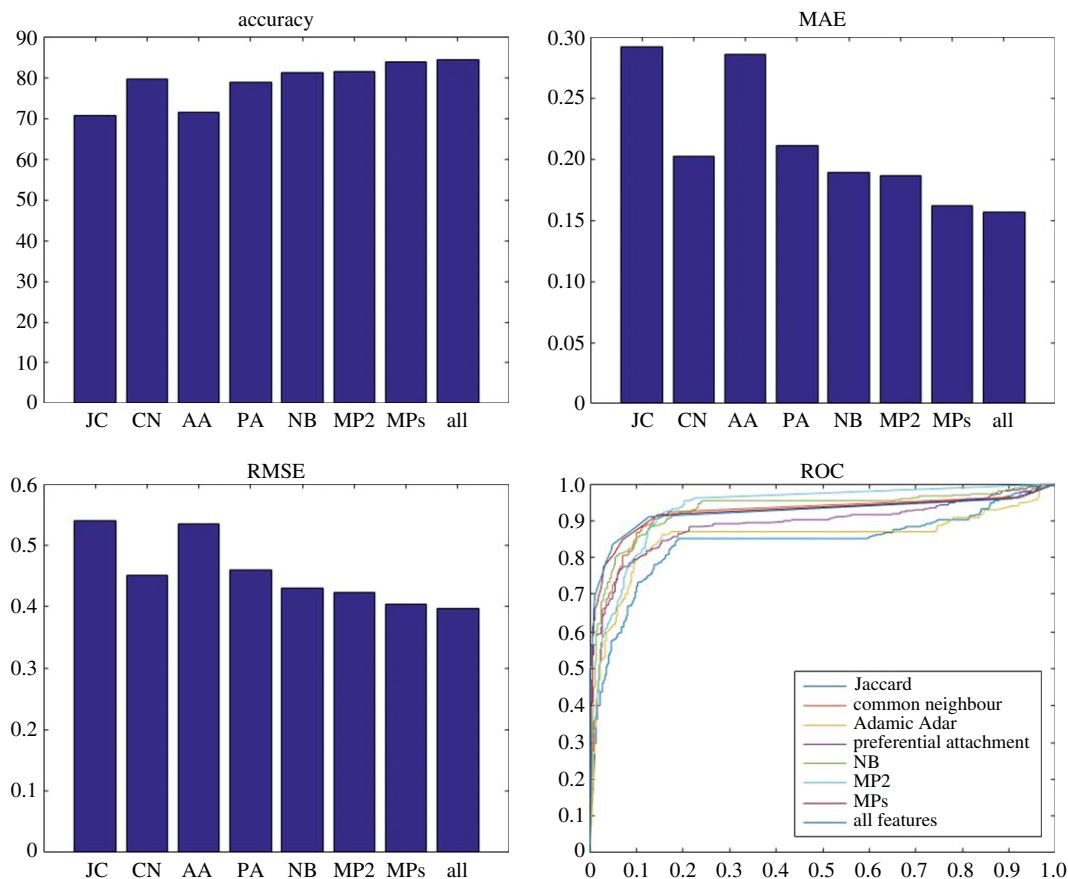 accuracy
90
80
70
60
50
40
30
20
10
0
JC CN AA PA NB MP2 MPs all
MAE
0.30
0.25
0.20
0.15
0.10
0.05
0
JC CN AA PA NB MP2 MPs all
RMSE
0.6
0.5
0.4
0.3
0.2
0.1
0
JC CN AA PA NB MP2 MPs all
ROC
1.0
0.9
0.8
0.7
0.6
0.5
0.4
0.3
0.2
0.1
0
Jaccard
common neighbour
Adamic Adar
preferential attachment
NB
MP2
MPs
all features
0 0.1 0.2 0.3 0.4 0.5 0.6 0.7 0.8 0.9 1.0